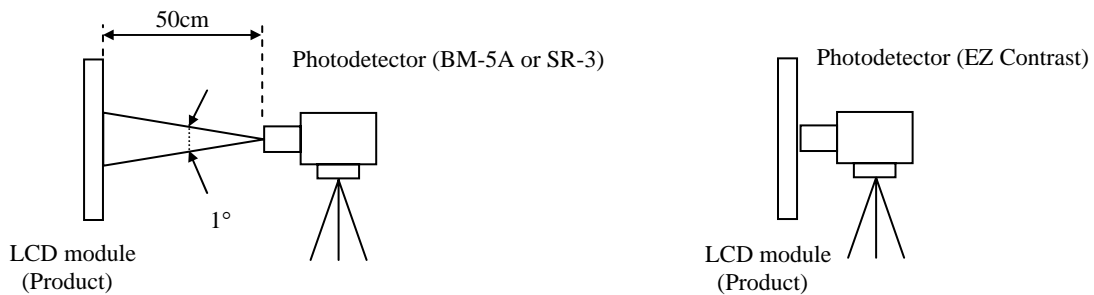 50cm
Photodetector (BM-5A or SR-3)
1°
LCD module
(Product)
Photodetector (EZ Contrast)
LCD module
(Product)